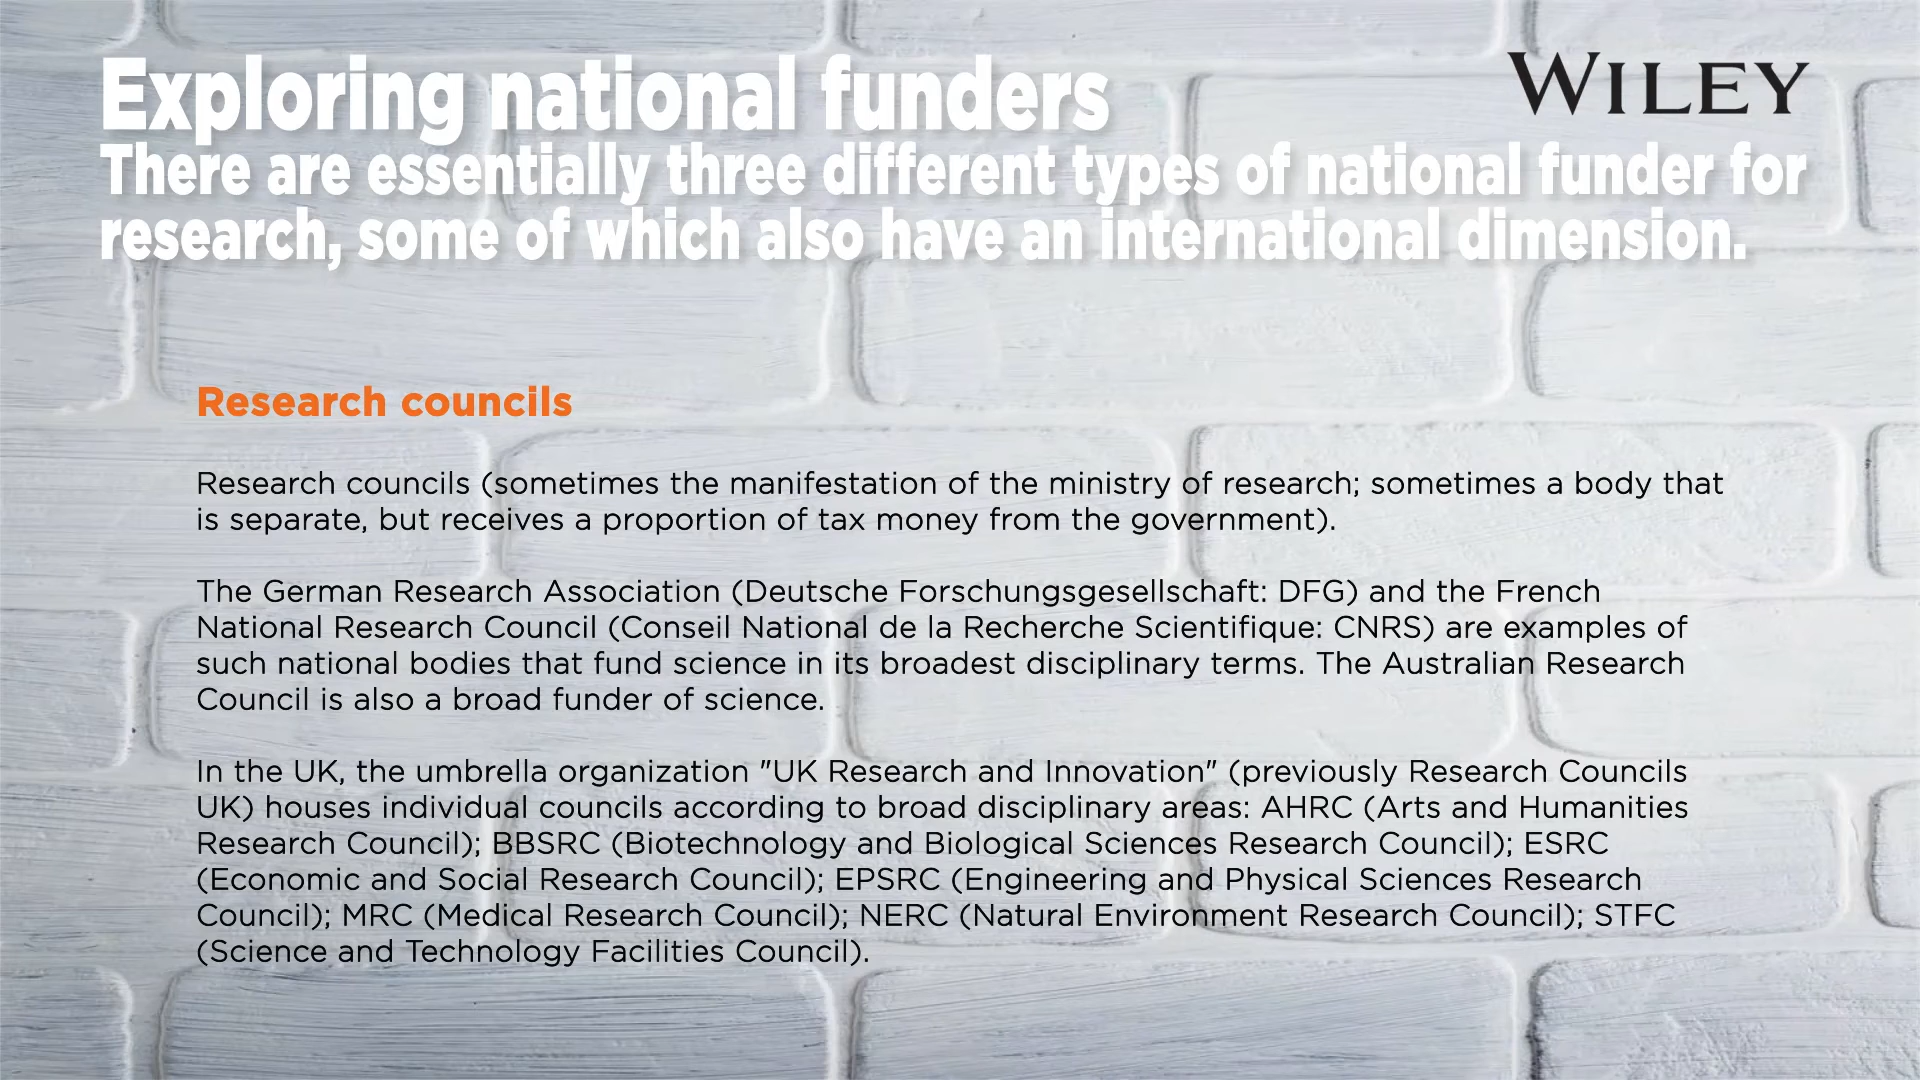 Exploring national funders
WILEY
There are essentially three different types of national funder for
research, some of which also have an international dimension.
Research councils
Research councils (sometimes the manifestation of the ministry of research; sometimes a body that
is separate, but receives a proportion of tax money from the government).
The German Research Association (Deutsche Forschungsgesellschaft: DFG) and the French
National Research Council (Conseil National de la Recherche Scientifique: CNRS) are examples of
such national bodies that fund science in its broadest disciplinary terms. The Australian Research
Council is also a broad funder of science.
In the UK, the umbrella organization "UK Research and Innovation" (previously Research Councils
UK) houses individual councils according to broad disciplinary areas: AHRC (Arts and Humanities
Research Council); BBSRC (Biotechnology and Biological Sciences Research Council); ESRC
(Economic and Social Research Council); EPSRC (Engineering and Physical Sciences Research
Council); MRC (Medical Research Council); NERC (Natural Environment Research Council); STFC
(Science and Technology Facilities Council).